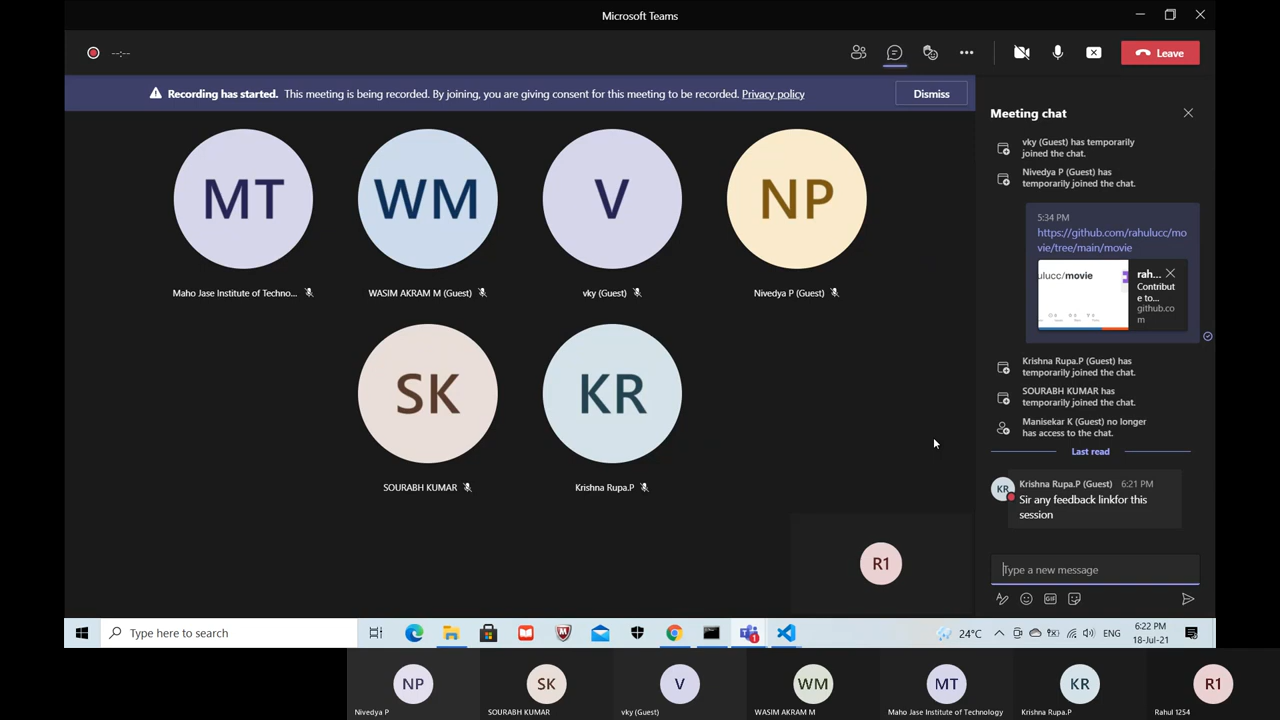 Microsoft Teams
--:--
Leave
Recording has started. This meeting is being recorded. By joining, you are giving consent for this meeting to be recorded. Privacy policy
Dismiss
MT
WM
V
NP
Maho Jase Institute of Techno...
WASIM AKRAM M (Guest)
vky (Guest)
Nivedya P (Guest)
SK
KR
SOURABH KUMAR
Krishna Rupa.P
R1
Meeting chat
vky (Guest) has temporarily
joined the chat.
Nivedya P (Guest) has
temporarily joined the chat.
5:34 PM
https://github.com/rahulucc/mo
vie/tree/main/movie
ulucc/movie
rah...
Contribut
e to...
github.co
m
Krishna Rupa.P (Guest) has
temporarily joined the chat.
SOURABH KUMAR has
temporarily joined the chat.
Manisekar K (Guest) no longer
has access to the chat.
Last read
KR
Krishna Rupa.P (Guest) 6:21 PM
Sir any feedback linkfor this
session
Type a new message
GIF
Type here to search
1
24°C
ENG
6:22 PM
18-Jul-21
NP
SK
V
WM
MT
KR
R1
Nivedya P
SOURABH KUMAR
vky (Guest)
WASIM AKRAM M
Maho Jase Institute of Technology
Krishna Rupa.P
Rahul 1254